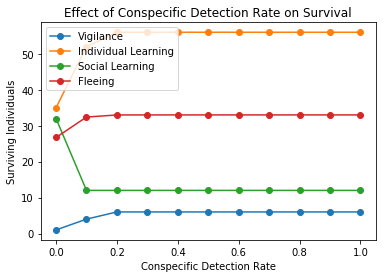 Effect of Conspecific Detection Rate on Survival
Vigilance
Individual Learning
Social Learning
Fleeing
Surviving Individuals
50
40
30
20
10
0
0.0 0.2 0.4 0.6 0.8 1.0
Conspecific Detection Rate